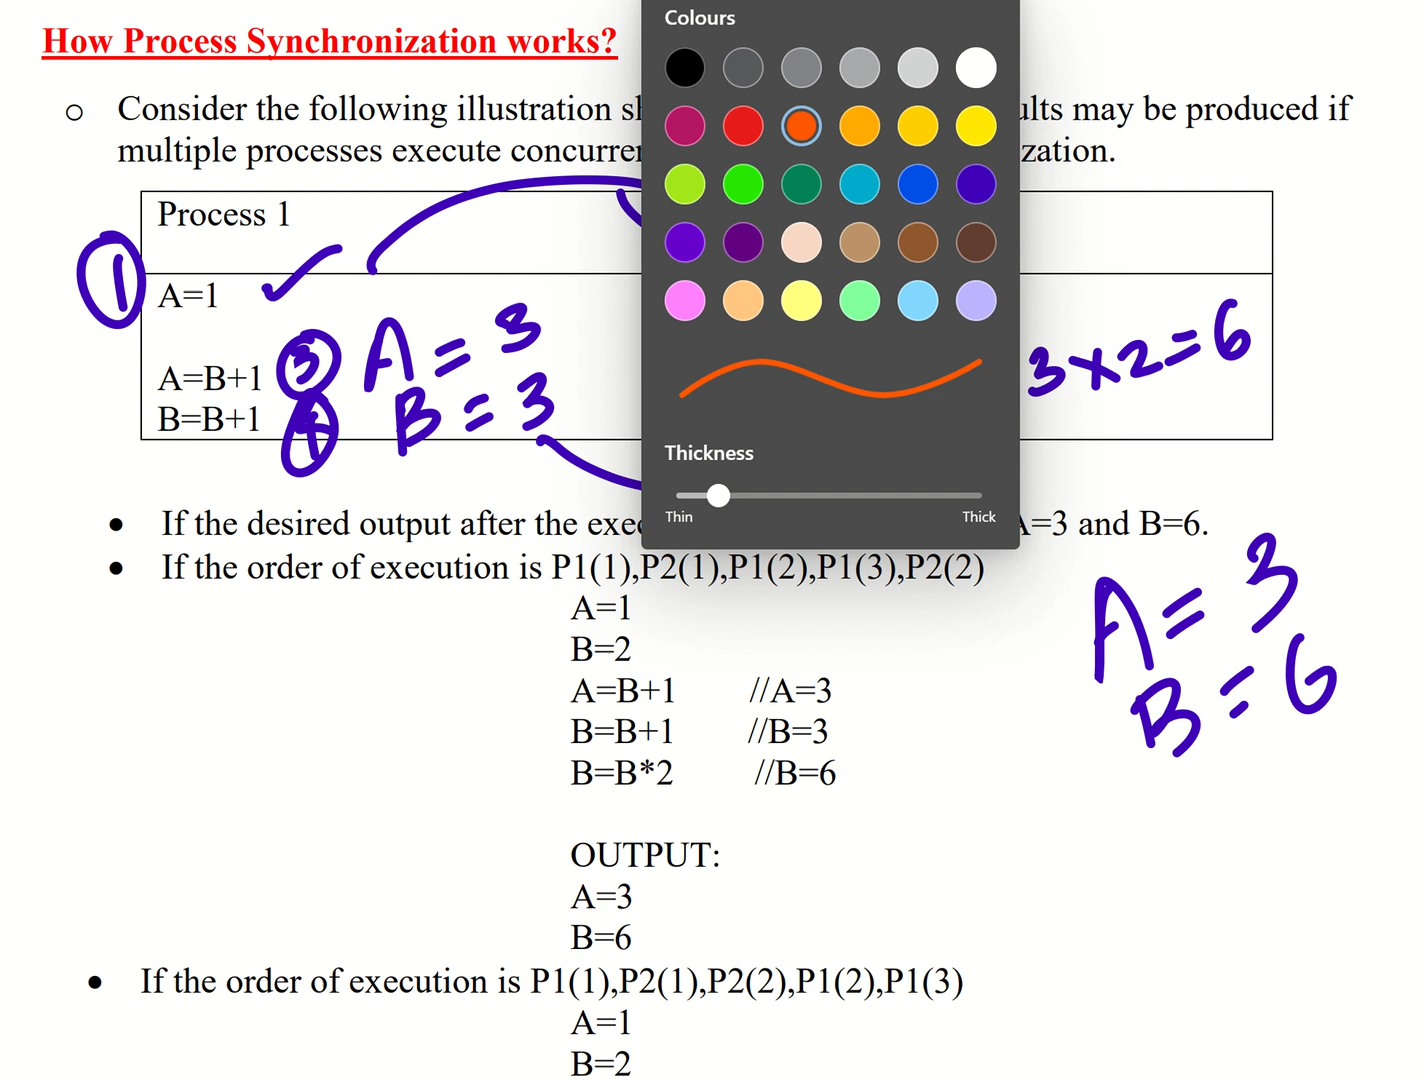 How Process Synchronization works?
Colours
Consider the following illustration ults may be produced if
multiple processes execute zation.
Process 1
1
A=1
3 A = 3
3×2=6
A=B+1
B=B+1 4 B = 3
Thickness
Thin Thick
If the desired output after the A=3 and B=6.
If the order of execution is P1(1),P2(1),P1(2),P1(3),P2(2)
A=1
A = 3
B=2
B = 6
A=B+1 //A=3
B=B+1 //B=3
B=B*2 //B=6
OUTPUT:
A=3
B=6
If the order of execution is P1(1),P2(1),P2(2),P1(2),P1(3)
A=1
B=2